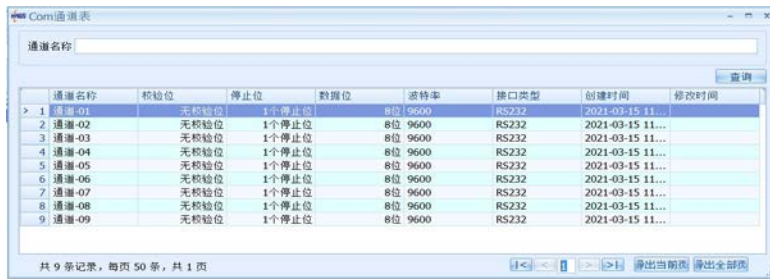 Com通道表
通道名称
查询
通道名称 校验位 停止位 数据位 波特率 接口类型 创建时间 修改时间
> 1 通道-01 无校验位 1个停止位 8位 9600 RS232 2021-03-15 11...
2 通道-02 无校验位 1个停止位 8位 9600 RS232 2021-03-15 11...
3 通道-03 无校验位 1个停止位 8位 9600 RS232 2021-03-15 11...
4 通道-04 无校验位 1个停止位 8位 9600 RS232 2021-03-15 11...
5 通道-05 无校验位 1个停止位 8位 9600 RS232 2021-03-15 11...
6 通道-06 无校验位 1个停止位 8位 9600 RS232 2021-03-15 11...
7 通道-07 无校验位 1个停止位 8位 9600 RS232 2021-03-15 11...
8 通道-08 无校验位 1个停止位 8位 9600 RS232 2021-03-15 11...
9 通道-09 无校验位 1个停止位 8位 9600 RS232 2021-03-15 11...
共 9 条记录，每页 50 条，共 1 页 |< < 1 > >| 导出当前页 导出全部页